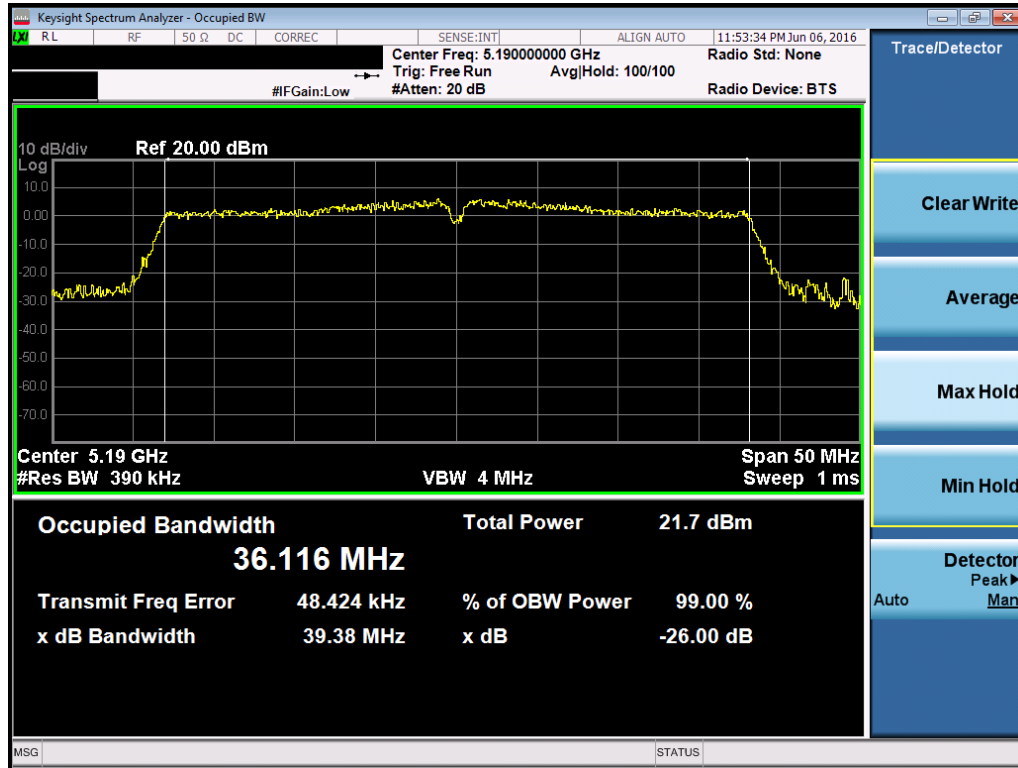 Keysight Spectrum Analyzer - Occupied BW
LXI RL RF 50 Ω DC CORREC SENSE:INT ALIGN AUTO 11:53:34 PM Jun 06, 2016
Center Freq: 5.190000000 GHz Radio Std: None
Trig: Free Run Avg|Hold: 100/100
#IFGain:Low #Atten: 20 dB Radio Device: BTS
Trace/Detector
10 dB/div Ref 20.00 dBm
Log
10.0
0.00
-10.0
-20.0
-30.0
-40.0
-50.0
-60.0
-70.0
Center 5.19 GHz Span 50 MHz
#Res BW 390 kHz VBW 4 MHz Sweep 1 ms
Occupied Bandwidth Total Power 21.7 dBm
36.116 MHz
Transmit Freq Error 48.424 kHz % of OBW Power 99.00 %
x dB Bandwidth 39.38 MHz x dB -26.00 dB
Clear Write
Average
Max Hold
Min Hold
Detector
Peak▶
Auto Man
MSG STATUS